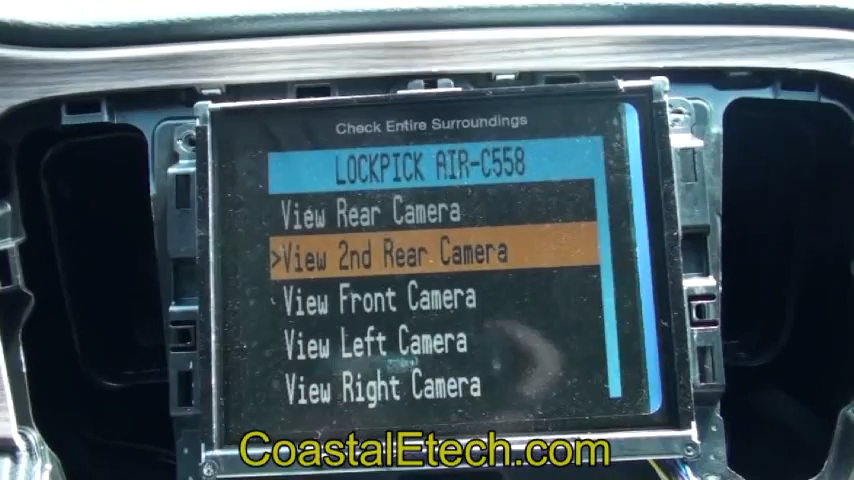 Check Entire Surroundings
LOCKPICK AIR-C558
View Rear Camera
>View 2nd Rear Camera
View Front Camera
View Left Camera
View Right Camera
CoastalEtech.com